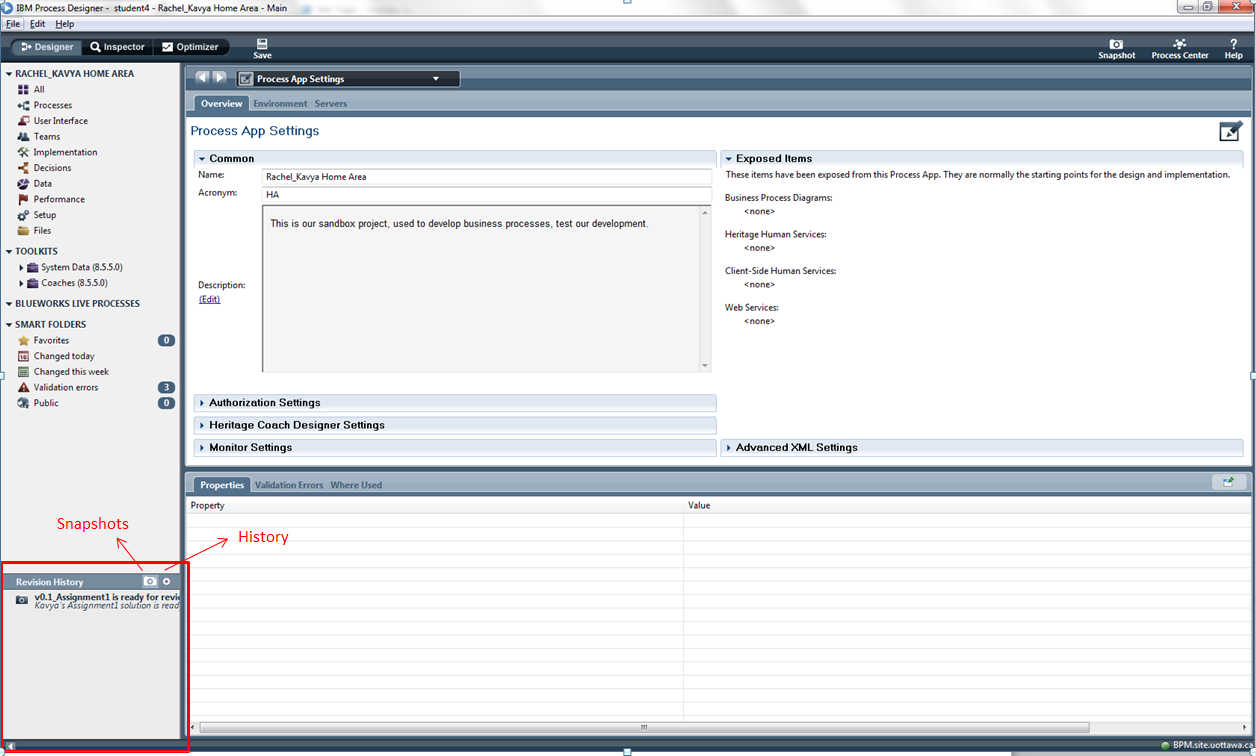 IBM Process Designer - student4 - Rachel_Kavya Home Area - Main
File Edit Help
Designer Inspector Optimizer Save Snapshot Process Center Help
RACHEL_KAVYA HOME AREA
All
Processes
User Interface
Teams
Implementation
Decisions
Data
Performance
Setup
Files
TOOLKITS
System Data (8.5.5.0)
Coaches (8.5.5.0)
BLUEWORKS LIVE PROCESSES
SMART FOLDERS
Favorites 0
Changed today
Changed this week
Validation errors 3
Public 0
Snapshots
History
Revision History
v0.1_Assignment1 is ready for revie
Kavya's Assignment1 solution is read
Process App Settings
Overview Environment Servers
Process App Settings
Common
Name: Rachel_Kavya Home Area
Acronym: HA
This is our sandbox project, used to develop business processes, test our development.
Description:
(Edit)
Authorization Settings
Heritage Coach Designer Settings
Monitor Settings
Exposed Items
These items have been exposed from this Process App. They are normally the starting points for the design and implementation.
Business Process Diagrams:
<none>
Heritage Human Services:
<none>
Client-Side Human Services:
<none>
Web Services:
<none>
Advanced XML Settings
Properties Validation Errors Where Used
Property Value
BPM.site.uottawa.c